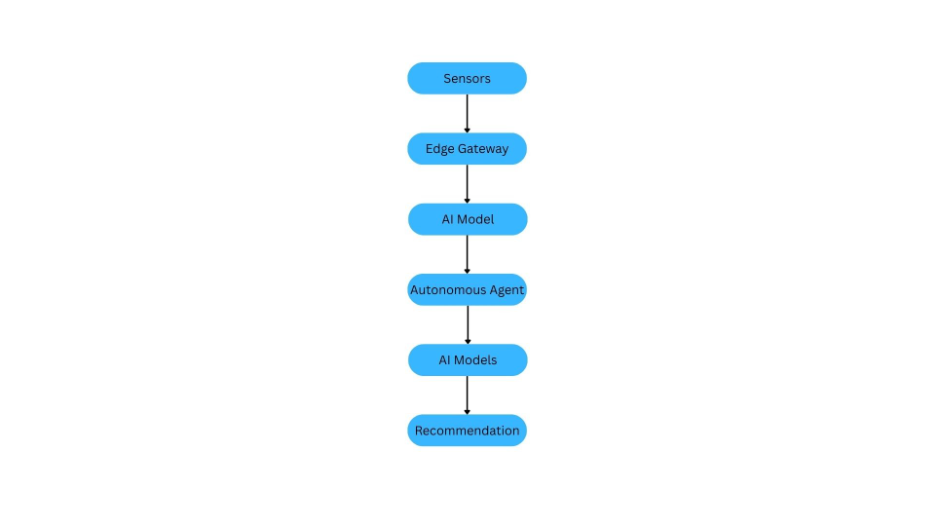 Sensors
Edge Gateway
AI Model
Autonomous Agent
AI Models
Recommendation